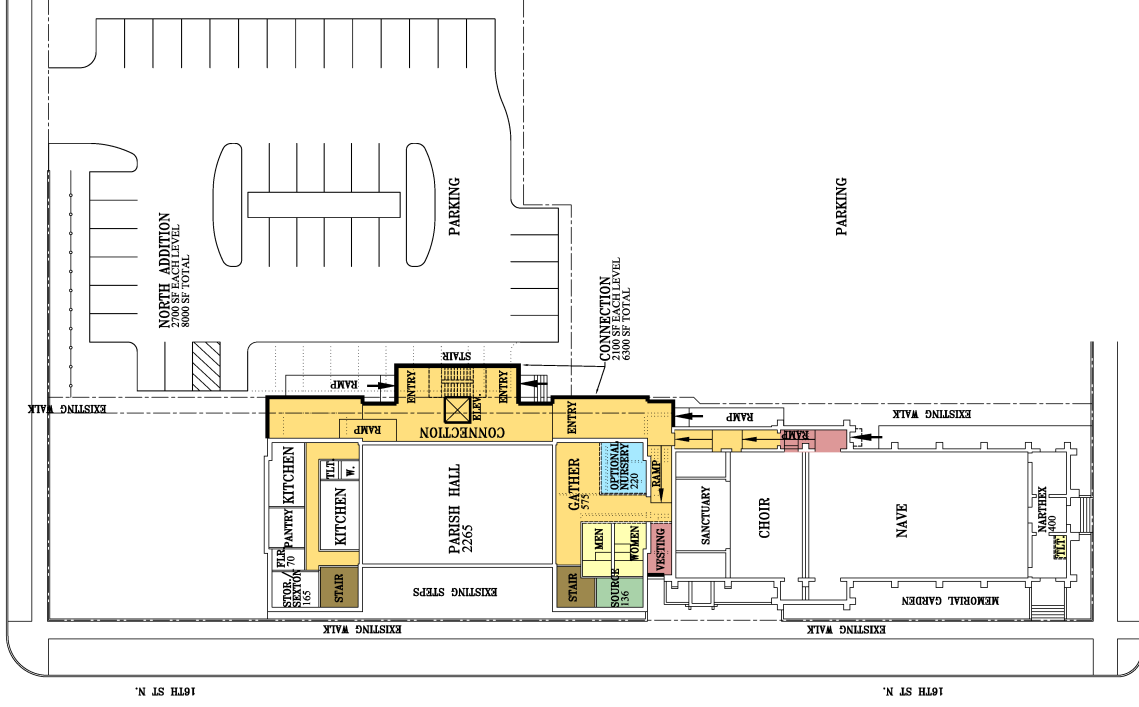 PARKING
PARKING
NORTH ADDITION
2700 SF EACH LEVEL
8000 SF TOTAL
CONNECTION
2100 SF EACH LEVEL
6300 SF TOTAL
STAIR
RAMP
ENTRY
ENTRY
ELEV.
EXISTING WALK
RAMP
CONNECTION
ENTRY
RAMP
EXISTING WALK
RAMP
KITCHEN
TLT
W.
KITCHEN
PANTRY
FLR
70
STOR./
SEXTON
165
STAIR
PARISH HALL
2265
EXISTING STEPS
GATHER
575
OPTIONAL
NURSERY
220
RAMP
MEN
WOMEN
VESTING
STAIR
SOURCE
136
SANCTUARY
CHOIR
NAVE
NARTHEX
400
TLT.
MEMORIAL GARDEN
EXISTING WALK
EXISTING WALK
16TH ST N.
16TH ST N.